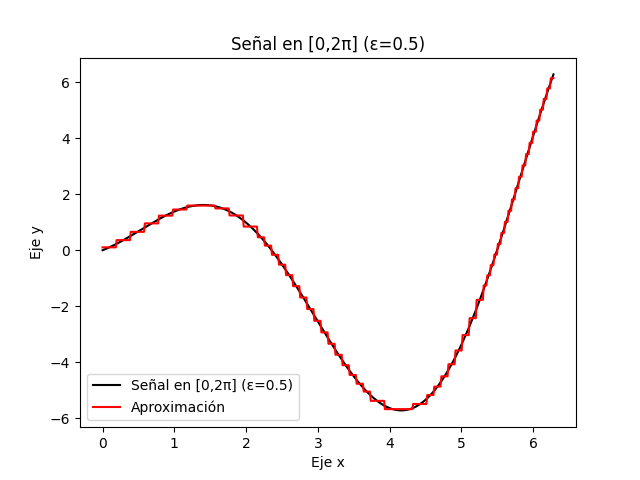 Señal en [0,2π] (ε=0.5)
6
4
2
0
−2
−4
−6
Eje y
Señal en [0,2π] (ε=0.5)
Aproximación
0 1 2 3 4 5 6
Eje x